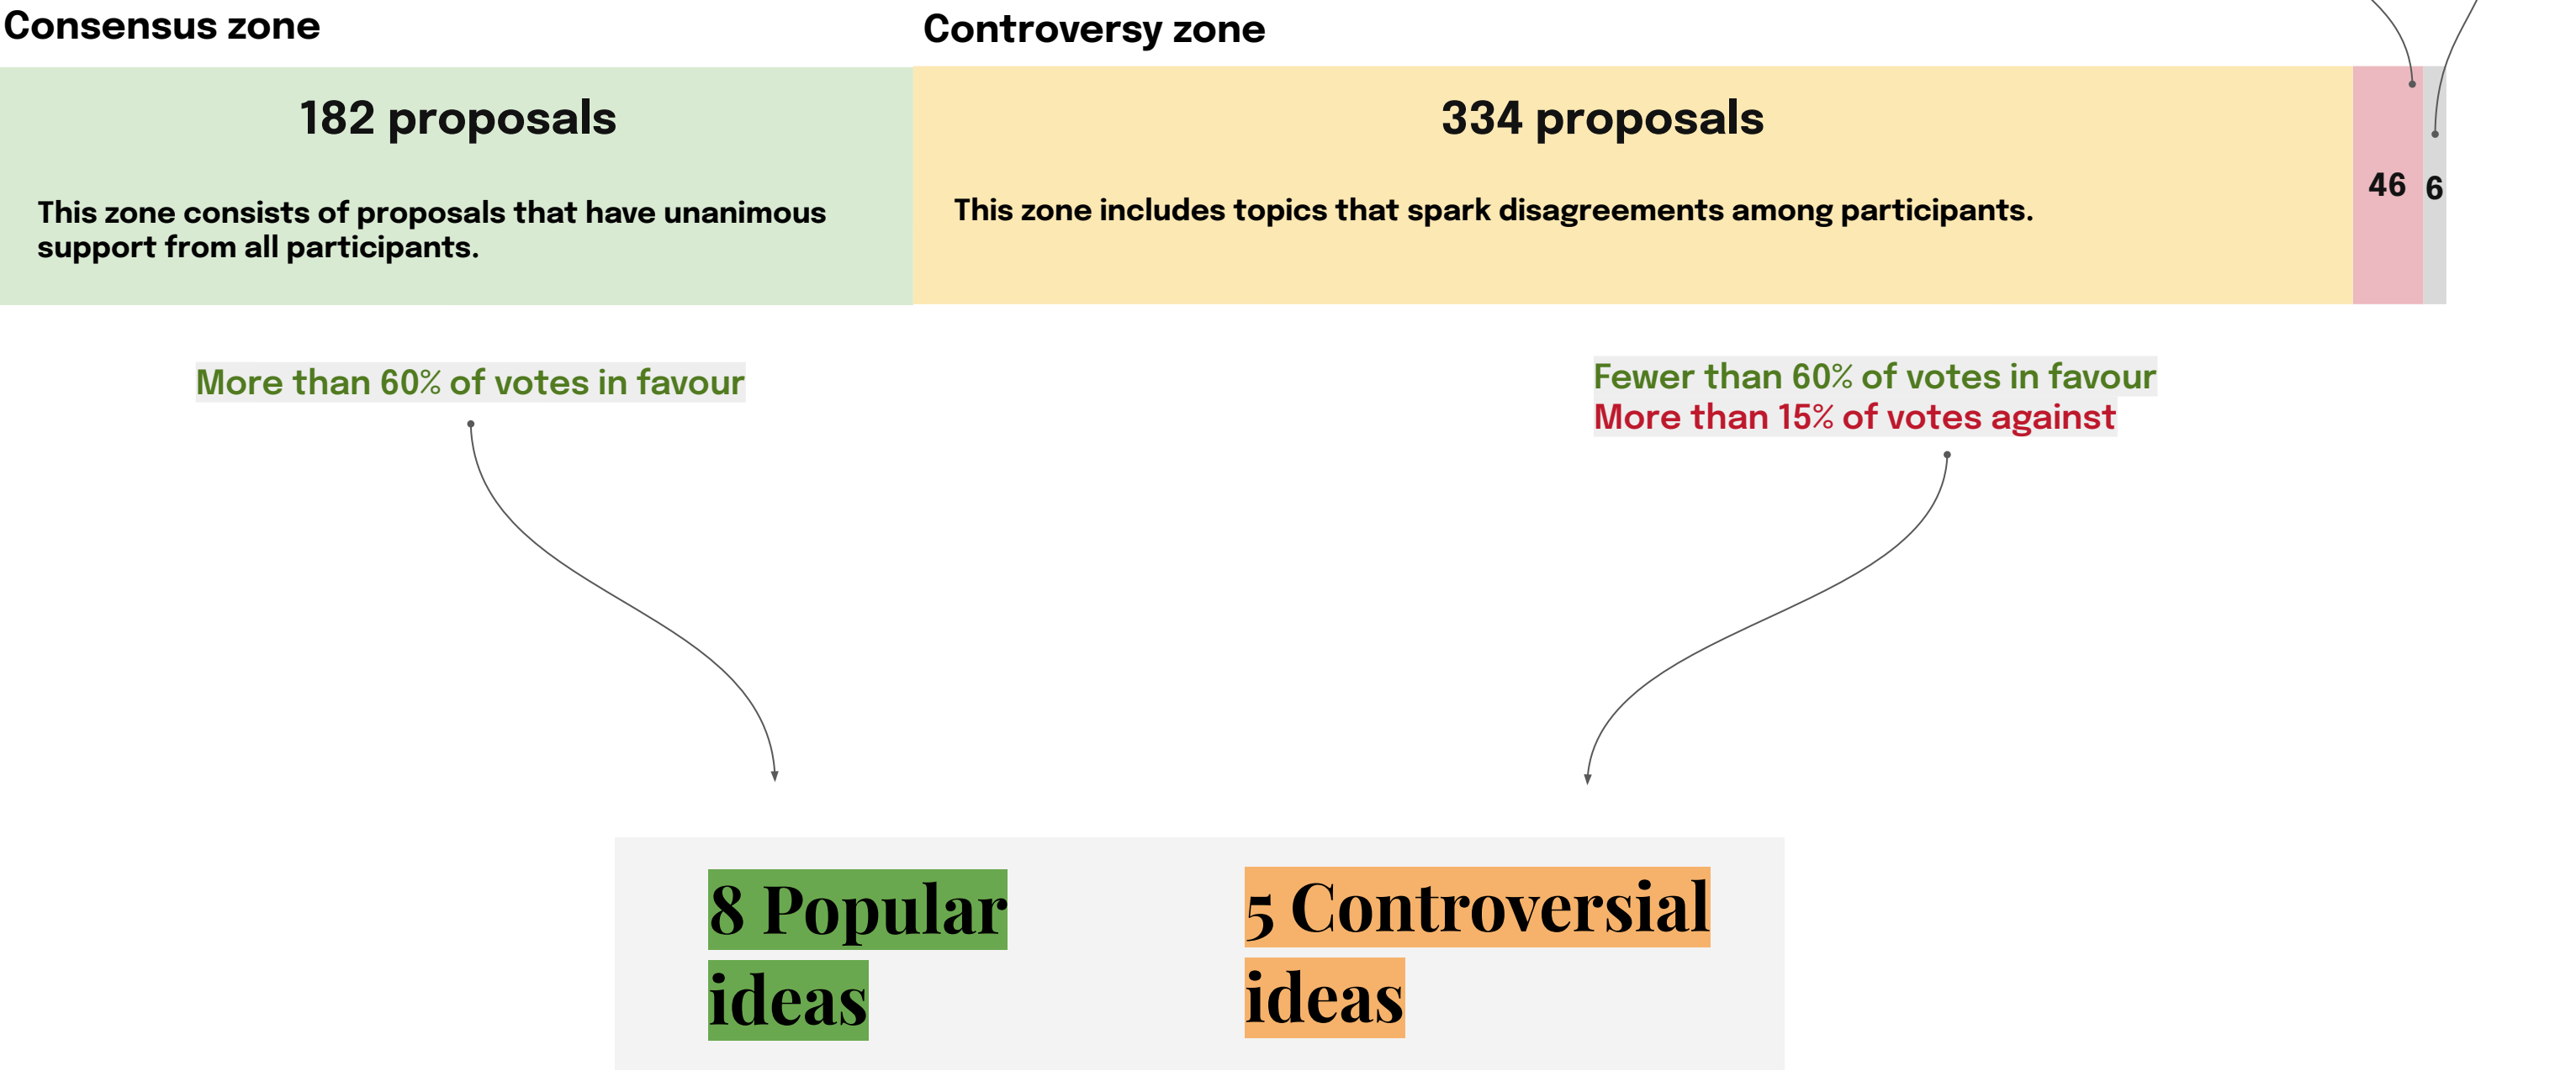 Consensus zone
Controversy zone
182 proposals
This zone consists of proposals that have unanimous
support from all participants.
334 proposals
This zone includes topics that spark disagreements among participants.
46
6
More than 60% of votes in favour
Fewer than 60% of votes in favour
More than 15% of votes against
8 Popular
ideas
5 Controversial
ideas